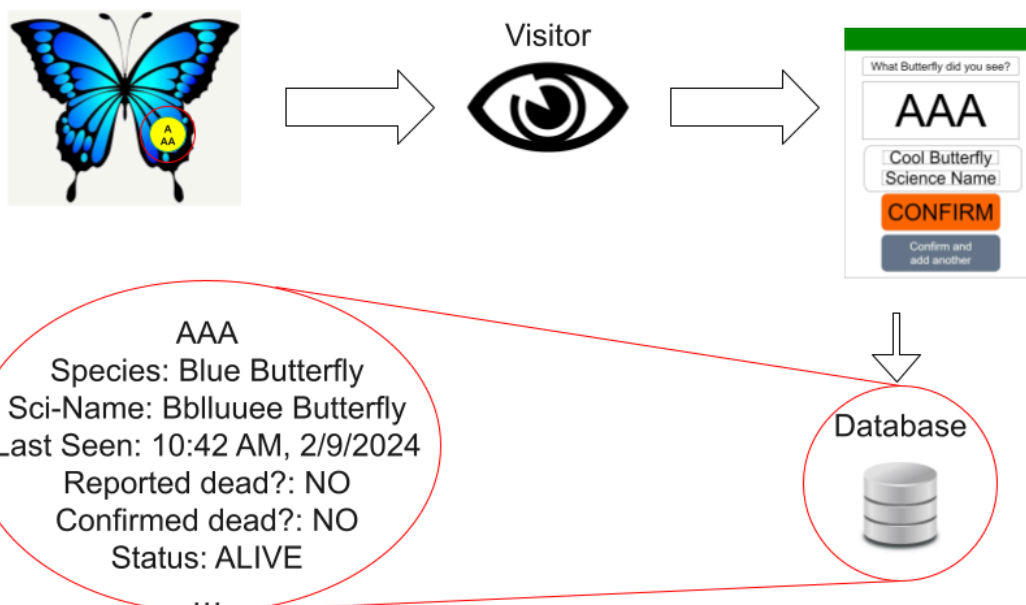 Visitor
A
AA
What Butterfly did you see?
AAA
Cool Butterfly
Science Name
CONFIRM
Confirm and
add another
AAA
Species: Blue Butterfly
Sci-Name: Bblluuee Butterfly
Last Seen: 10:42 AM, 2/9/2024
Reported dead?: NO
Confirmed dead?: NO
Status: ALIVE
...
Database